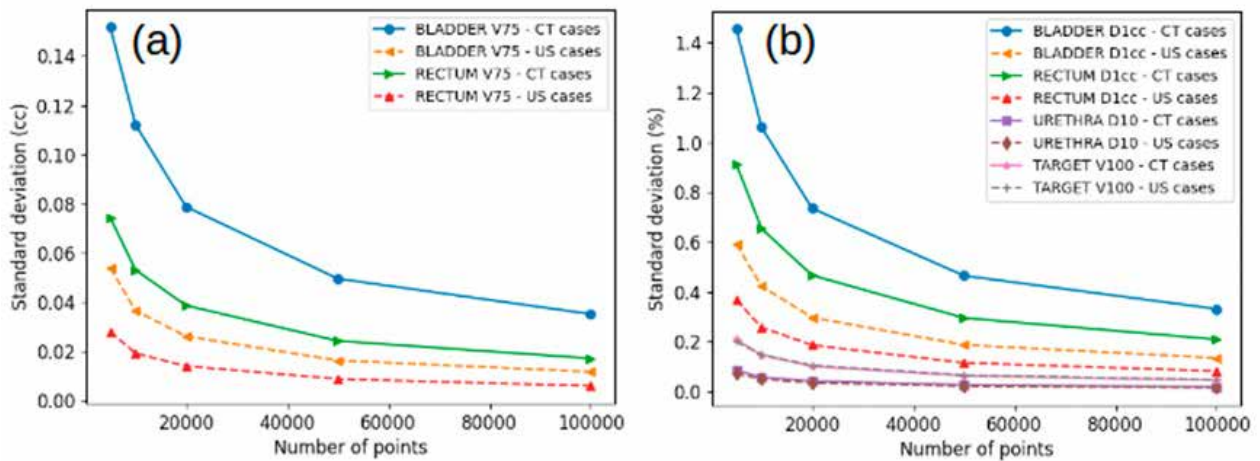 (a)
BLADDER V75 - CT cases
BLADDER V75 - US cases
RECTUM V75 - CT cases
RECTUM V75 - US cases
Standard deviation (cc)
0.14
0.12
0.10
0.08
0.06
0.04
0.02
0.00
20000 40000 60000 80000 100000
Number of points
(b)
BLADDER D1cc - CT cases
BLADDER D1cc - US cases
RECTUM D1cc - CT cases
RECTUM D1cc - US cases
URETHRA D10 - CT cases
URETHRA D10 - US cases
TARGET V100 - CT cases
TARGET V100 - US cases
Standard deviation (%)
1.4
1.2
1.0
0.8
0.6
0.4
0.2
0.0
20000 40000 60000 80000 100000
Number of points